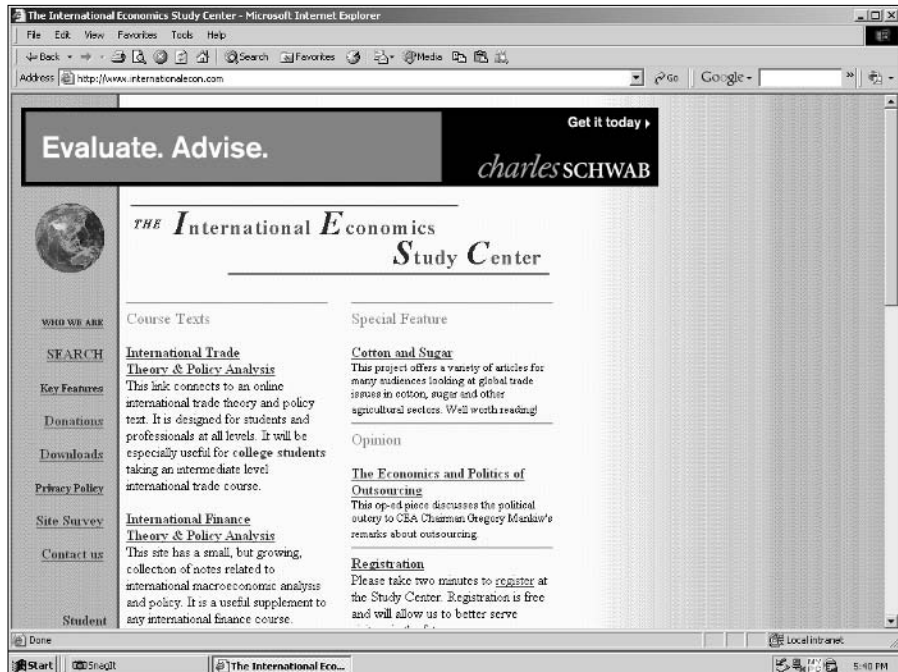 The International Economics Study Center - Microsoft Internet Explorer
File Edit View Favorites Tools Help
Back Search Favorites Media
Address http://www.internationalecon.com Go Google
Evaluate. Advise.
Get it today
charles SCHWAB
THE International Economics
Study Center
WHO WE ARE
SEARCH
Key Features
Donations
Downloads
Privacy Policy
Site Survey
Contact us
Student
Course Texts
International Trade
Theory & Policy Analysis
This link connects to an online
international trade theory and policy
text. It is designed for students and
professionals at all levels. It will be
especially useful for college students
taking an intermediate level
international trade course.
International Finance
Theory & Policy Analysis
This site has a small, but growing,
collection of notes related to
international macroeconomic analysis
and policy. It is a useful supplement to
any international finance course.
Special Feature
Cotton and Sugar
This project offers a variety of articles for
many audiences looking at global trade
issues in cotton, sugar and other
agricultural sectors. Well worth reading!
Opinion
The Economics and Politics of
Outsourcing
This op-ed piece discusses the political
outcry to CEA Chairman Gregory Mankiw's
remarks about outsourcing.
Registration
Please take two minutes to register at
the Study Center. Registration is free
and will allow us to better serve
Done Local intranet
Start SnagIt The International Eco... 5:40 PM